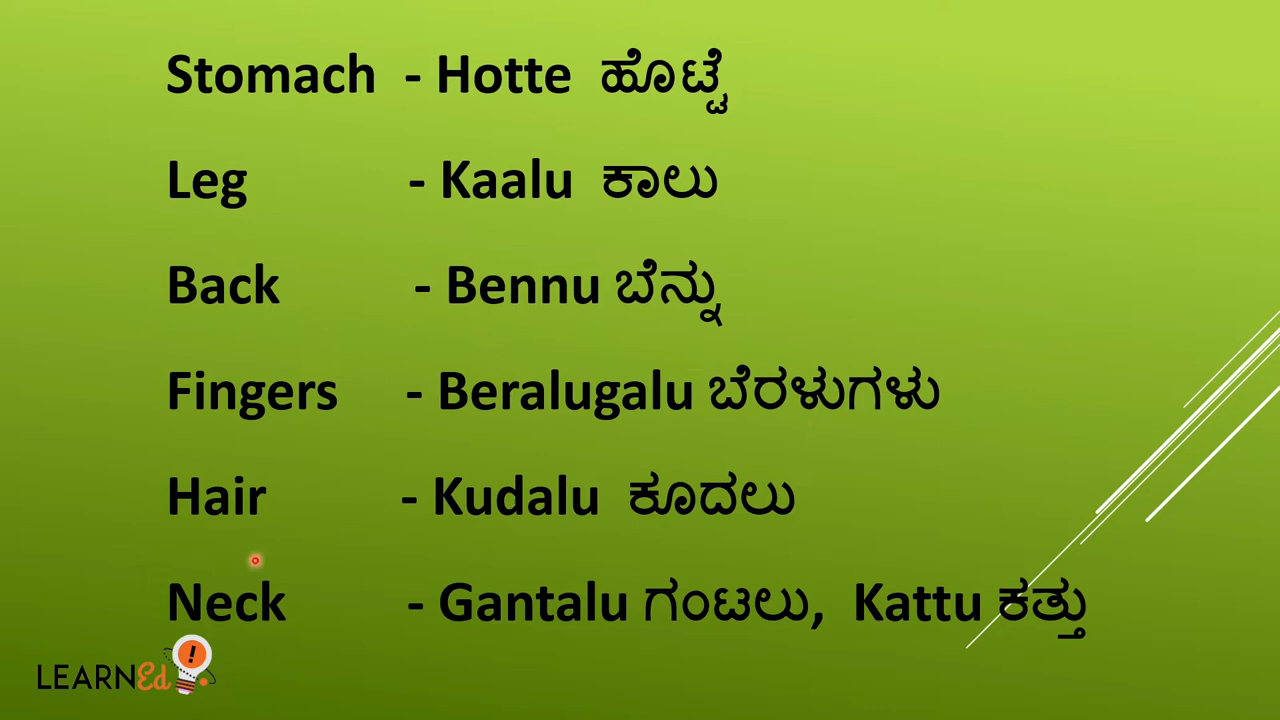 Stomach - Hotte ಹೊಟ್ಟೆ
Leg - Kaalu ಕಾಲು
Back - Bennu ಬೆನ್ನು
Fingers - Beralugalu ಬೆರಳುಗಳು
Hair - Kudalu ಕೂದಲು
Neck - Gantalu ಗಂಟಲು, Kattu ಕತ್ತು
LEARNEd !